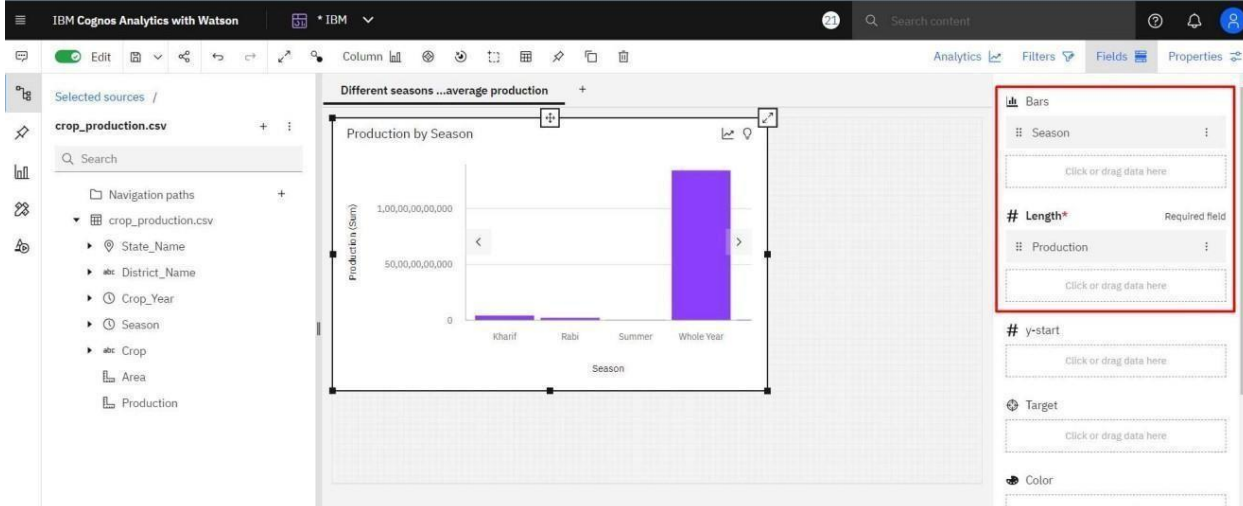 IBM Cognos Analytics with Watson
* IBM
21
Search content
Edit
Column
Analytics
Filters
Fields
Properties
Selected sources /
crop_production.csv
Search
Navigation paths
crop_production.csv
State_Name
abc District_Name
Crop_Year
Season
abc Crop
Area
Production
Different seasons ...average production
Production by Season
Production (Sum)
1,00,00,00,00,000
50,00,00,00,000
0
Kharif Rabi Summer Whole Year
Season
Bars
Season
Click or drag data here
# Length* Required field
Production
Click or drag data here
# y-start
Click or drag data here
Target
Click or drag data here
Color